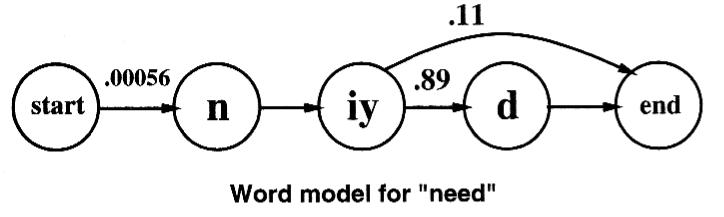 .11
.00056
.89
start n iy d end
Word model for "need"